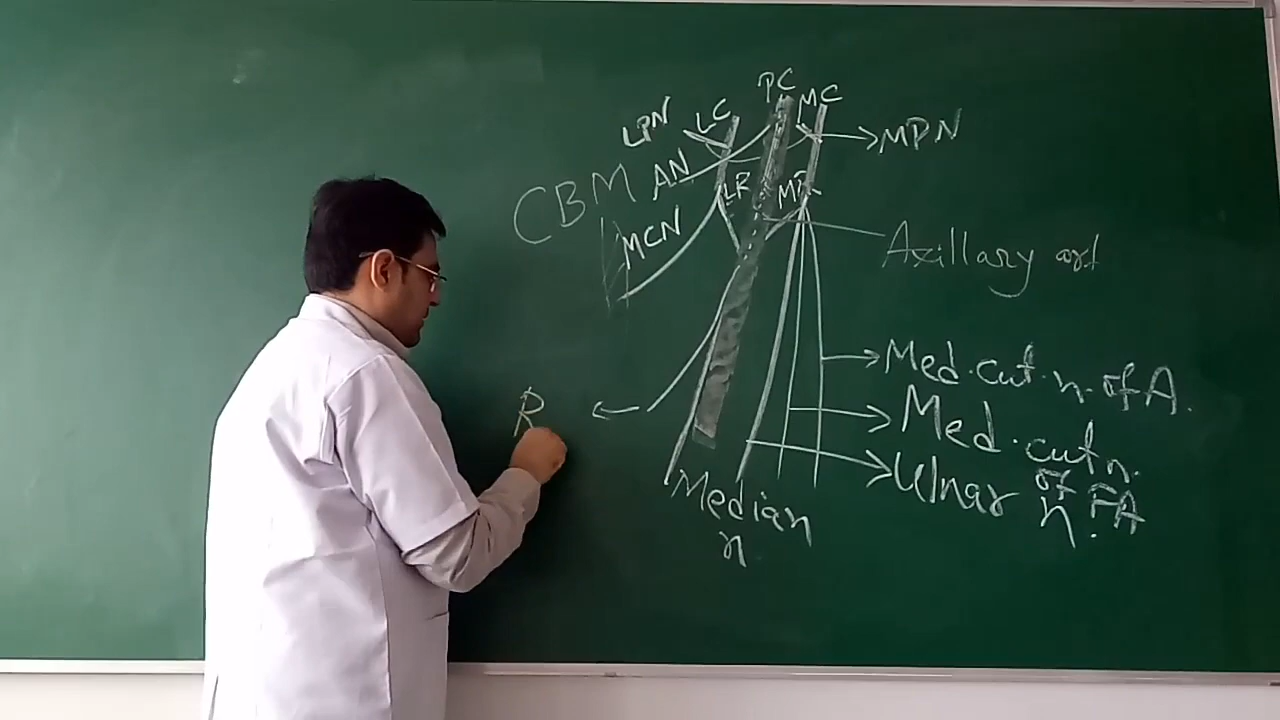 PC
LC
MC
LPN
MPN
AN
CBM
LR
MR
MCN
Axillary art
Med. cut. n. of A.
Med. cut n.
of FA
Ulnar n.
R
Median
n.